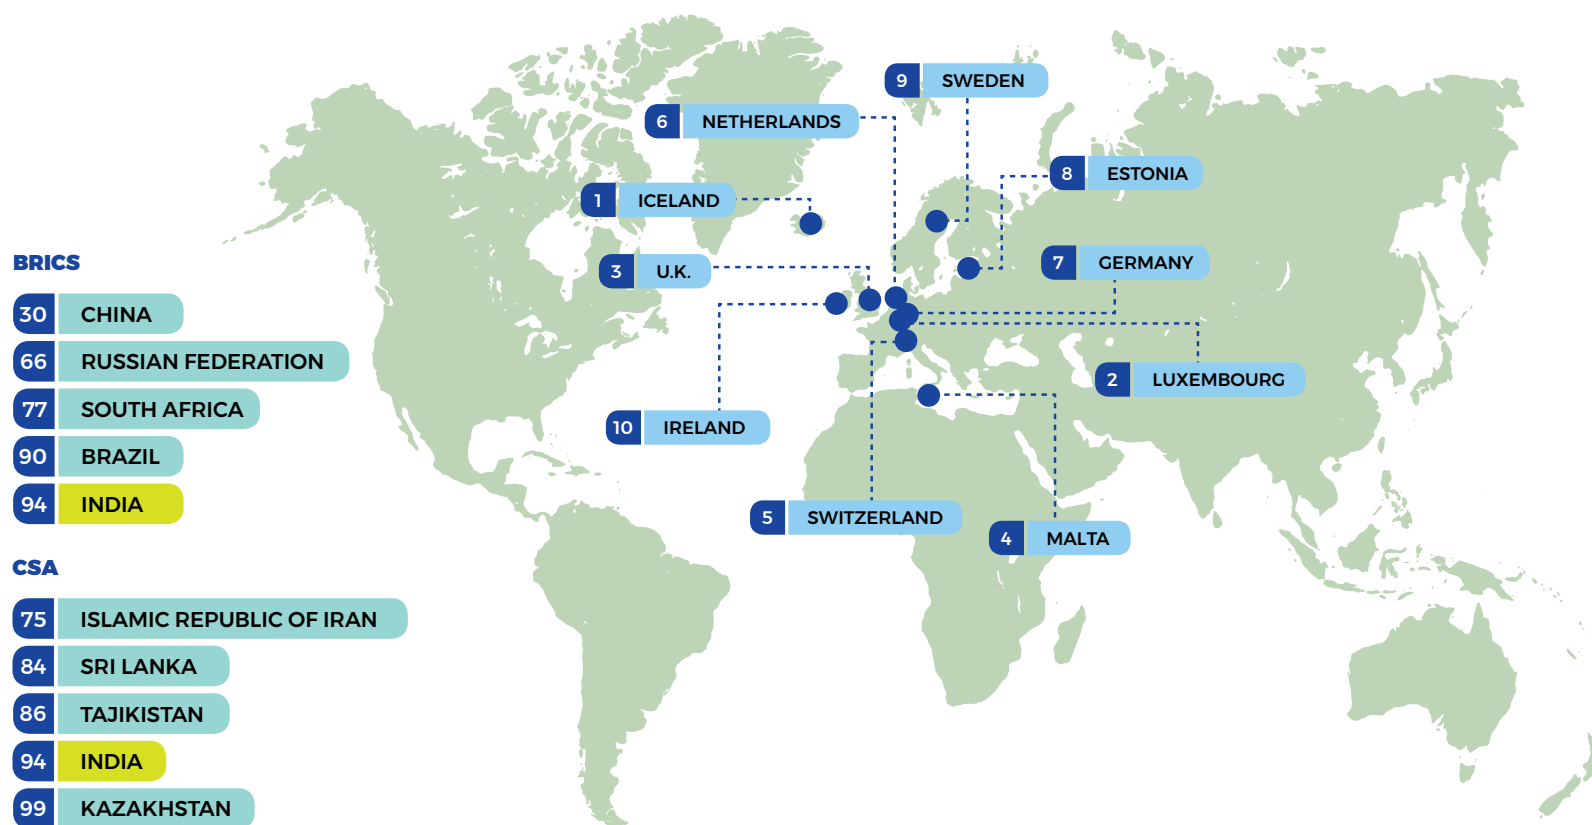 9 SWEDEN
6 NETHERLANDS
8 ESTONIA
1 ICELAND
7 GERMANY
3 U.K.
2 LUXEMBOURG
10 IRELAND
5 SWITZERLAND
4 MALTA
BRICS
30 CHINA
66 RUSSIAN FEDERATION
77 SOUTH AFRICA
90 BRAZIL
94 INDIA
CSA
75 ISLAMIC REPUBLIC OF IRAN
84 SRI LANKA
86 TAJIKISTAN
94 INDIA
99 KAZAKHSTAN